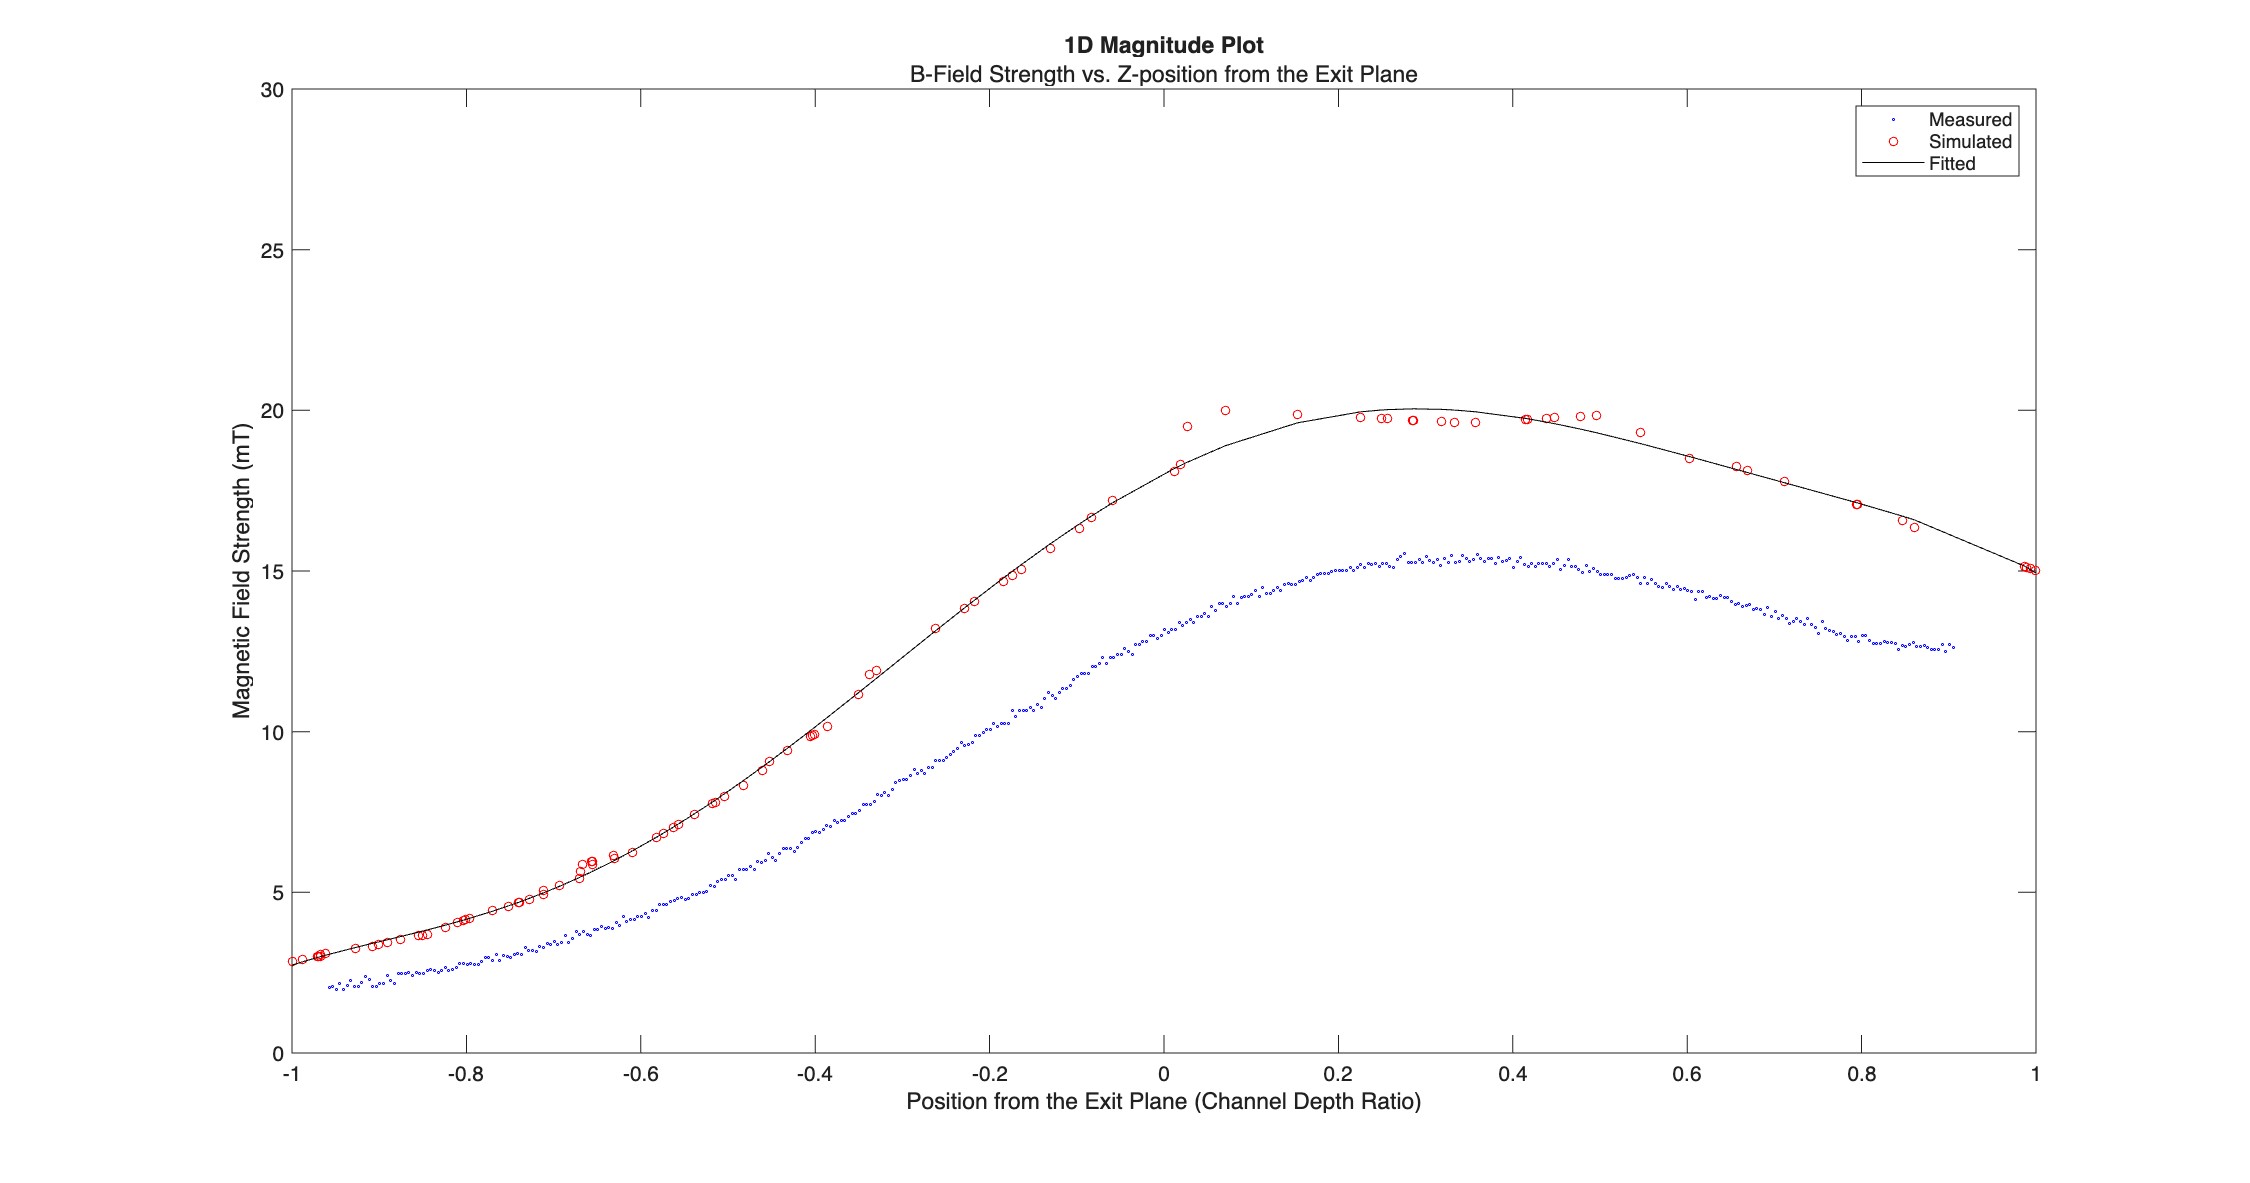 1D Magnitude Plot
B-Field Strength vs. Z-position from the Exit Plane
Measured
Simulated
Fitted
Magnetic Field Strength (mT)
30
25
20
15
10
5
0
-1 -0.8 -0.6 -0.4 -0.2 0 0.2 0.4 0.6 0.8 1
Position from the Exit Plane (Channel Depth Ratio)